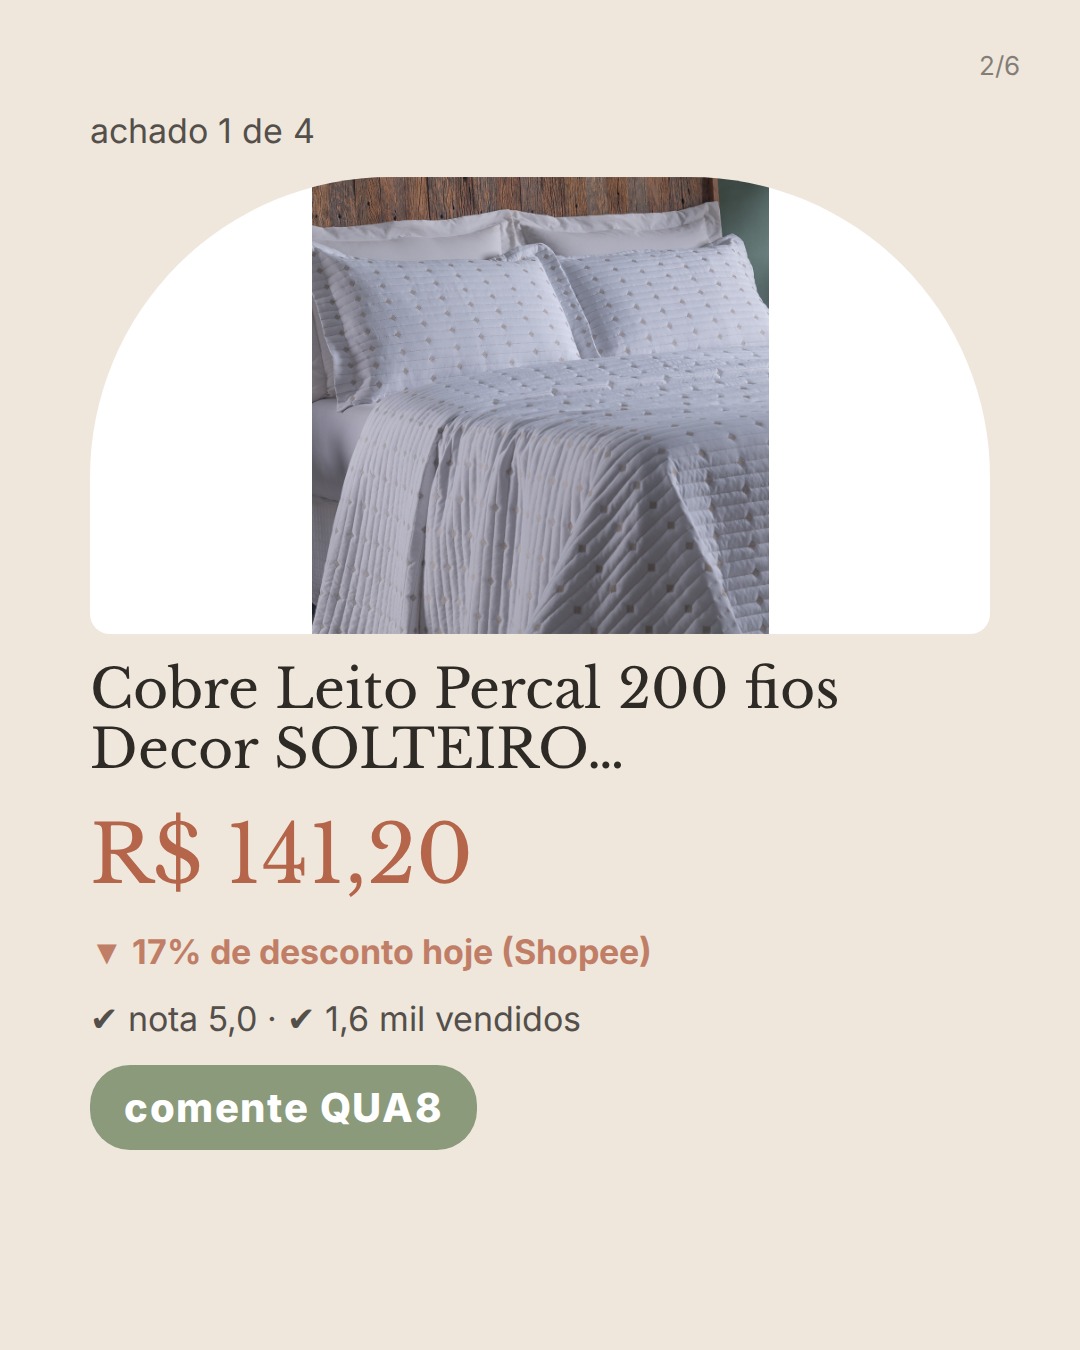 2/6
achado 1 de 4
Cobre Leito Percal 200 fios
Decor SOLTEIRO...
R$ 141,20
▼ 17% de desconto hoje (Shopee)
✔ nota 5,0 · ✔ 1,6 mil vendidos
comente QUA8